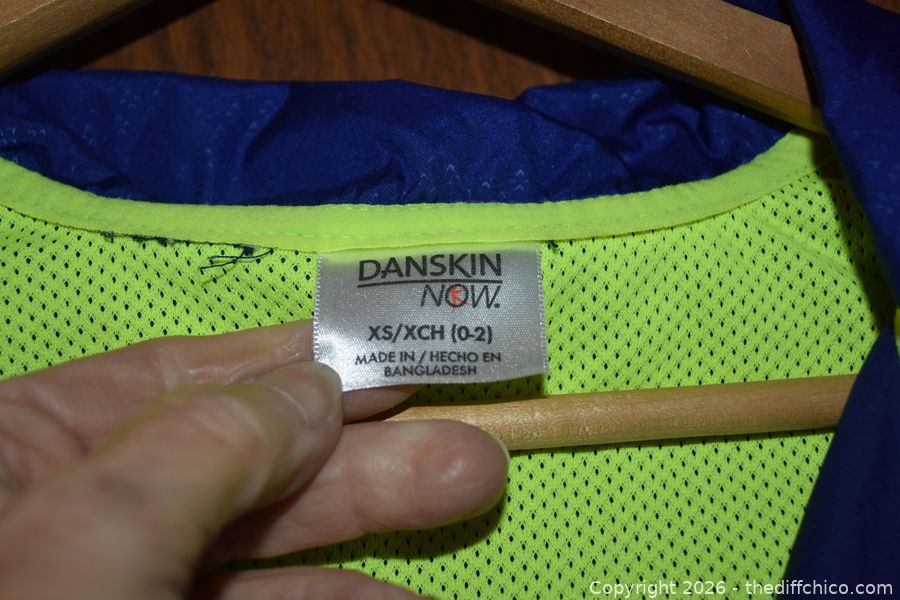 DANSKIN
NOW.
XS/XCH (0-2)
MADE IN / HECHO EN
BANGLADESH
Copyright 2026 - thediffchico.com